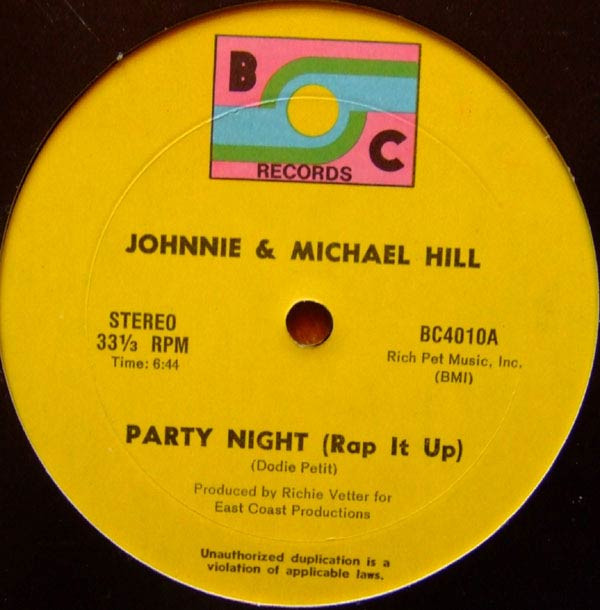 B
C
RECORDS
JOHNNIE & MICHAEL HILL
STEREO
33⅓ RPM
Time: 6:44
BC4010A
Rich Pet Music, Inc.
(BMI)
PARTY NIGHT (Rap It Up)
(Dodie Petit)
Produced by Richie Vetter for
East Coast Productions
Unauthorized duplication is a
violation of applicable laws.